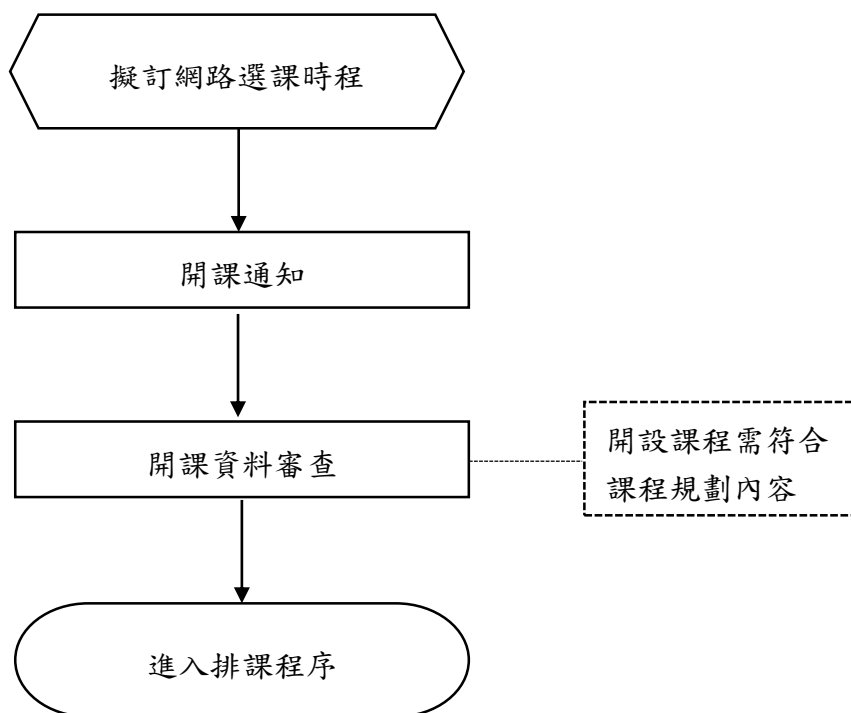 擬訂網路選課時程
開課通知
開課資料審查
開設課程需符合
課程規劃內容
進入排課程序